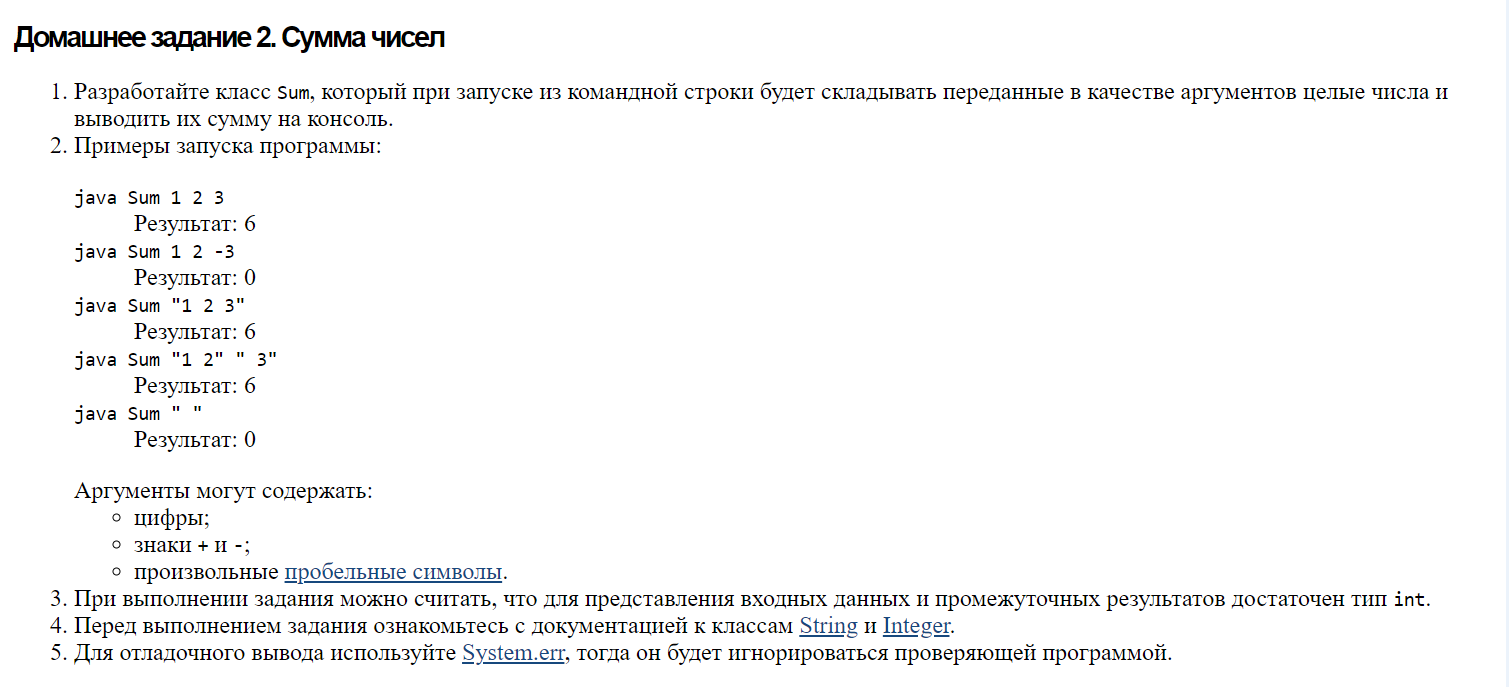 Домашнее задание 2. Сумма чисел
1. Разработайте класс Sum, который при запуске из командной строки будет складывать переданные в качестве аргументов целые числа и
выводить их сумму на консоль.
2. Примеры запуска программы:
java Sum 1 2 3
Результат: 6
java Sum 1 2 -3
Результат: 0
java Sum "1 2 3"
Результат: 6
java Sum "1 2" " 3"
Результат: 6
java Sum " "
Результат: 0
Аргументы могут содержать:
○ цифры;
○ знаки + и -;
○ произвольные пробельные символы.
3. При выполнении задания можно считать, что для представления входных данных и промежуточных результатов достаточен тип int.
4. Перед выполнением задания ознакомьтесь с документацией к классам String и Integer.
5. Для отладочного вывода используйте System.err, тогда он будет игнорироваться проверяющей программой.